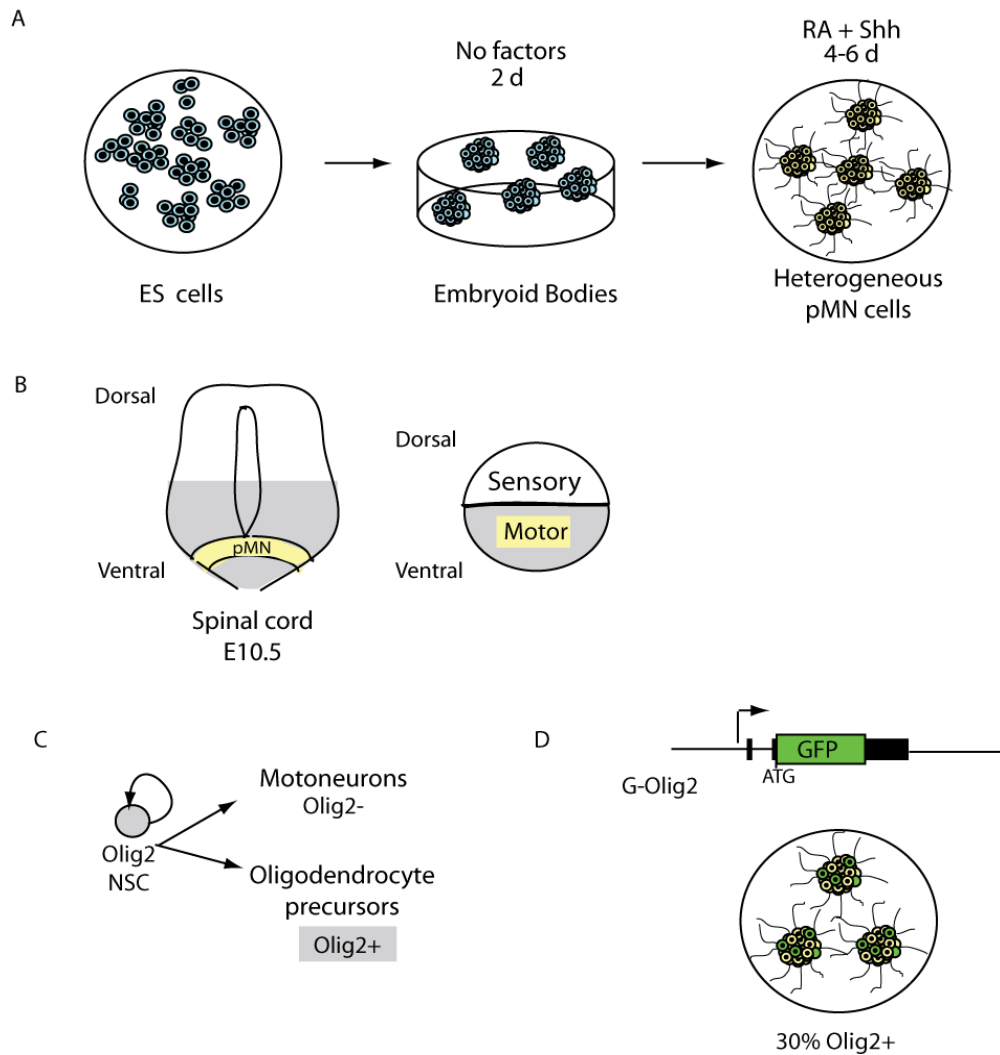 A
ES cells
No factors
2 d
Embryoid Bodies
RA + Shh
4-6 d
Heterogeneous
pMN cells
B
Dorsal
pMN
Ventral
Spinal cord
E10.5
Dorsal
Sensory
Motor
Ventral
C
Olig2
NSC
Motoneurons
Olig2-
Oligodendrocyte
precursors
Olig2+
D
GFP
ATG
G-Olig2
30% Olig2+